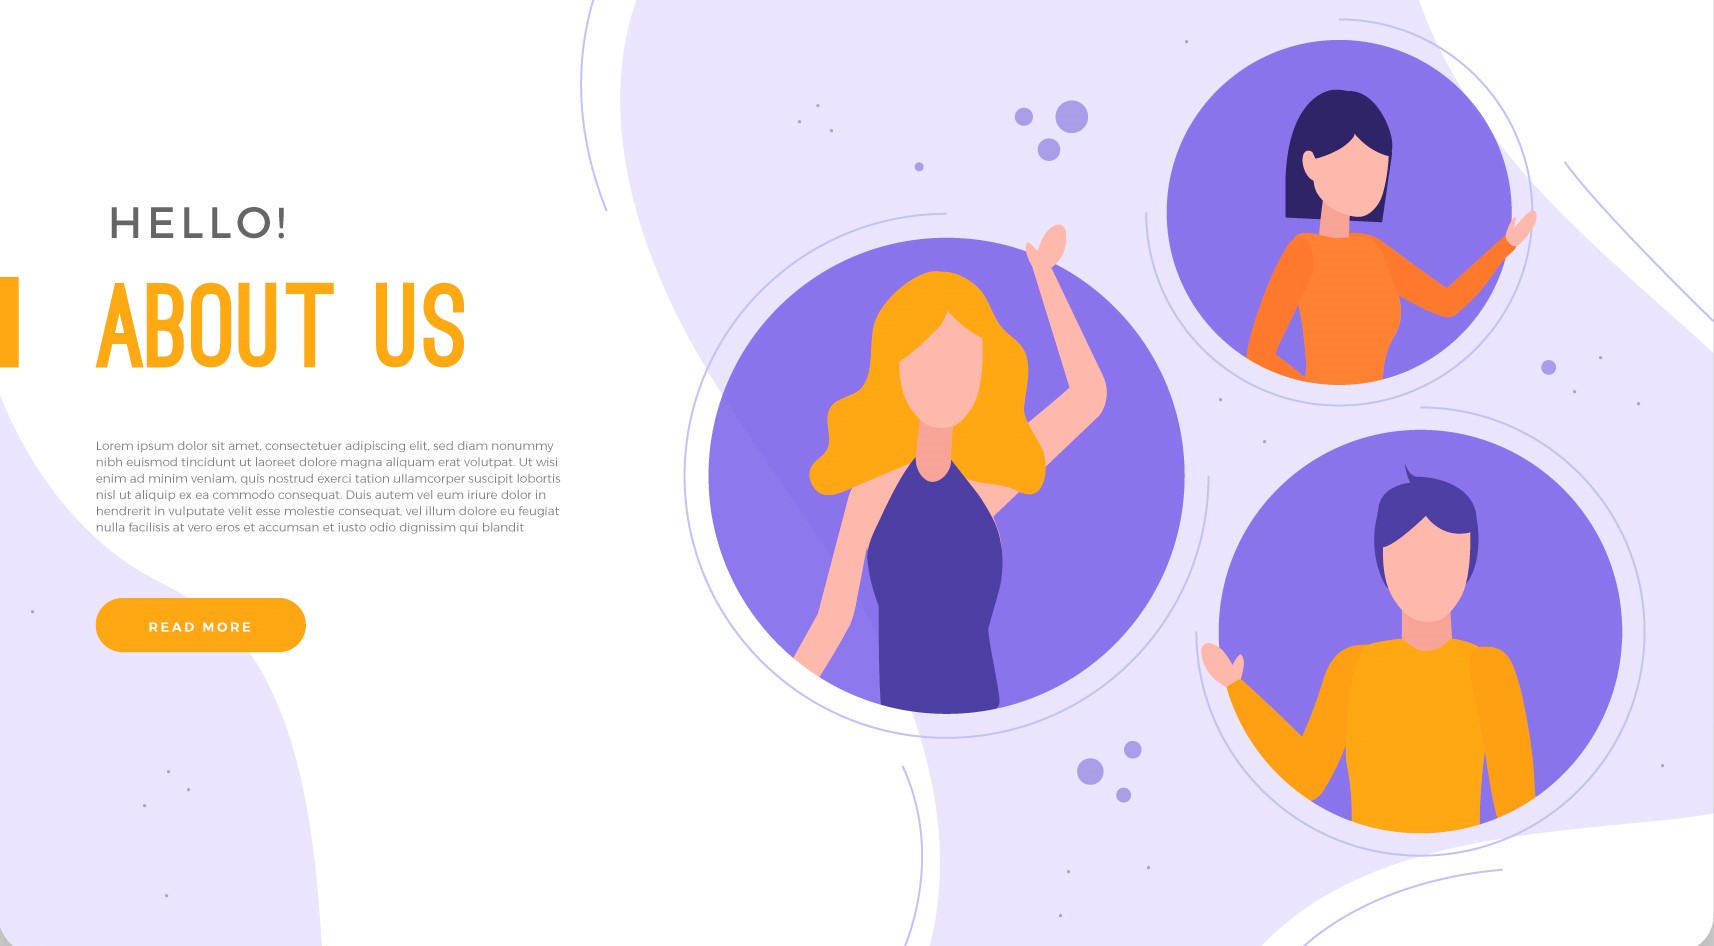 HELLO!
ABOUT US
Lorem ipsum dolor sit amet, consectetuer adipiscing elit, sed diam nonummy
nibh euismod tincidunt ut laoreet dolore magna aliquam erat volutpat. Ut wisi
enim ad minim veniam, quis nostrud exerci tation ullamcorper suscipit lobortis
nisl ut aliquip ex ea commodo consequat. Duis autem vel eum iriure dolor in
hendrerit in vulputate velit esse molestie consequat, vel illum dolore eu feugiat
nulla facilisis at vero eros et accumsan et iusto odio dignissim qui blandit
READ MORE